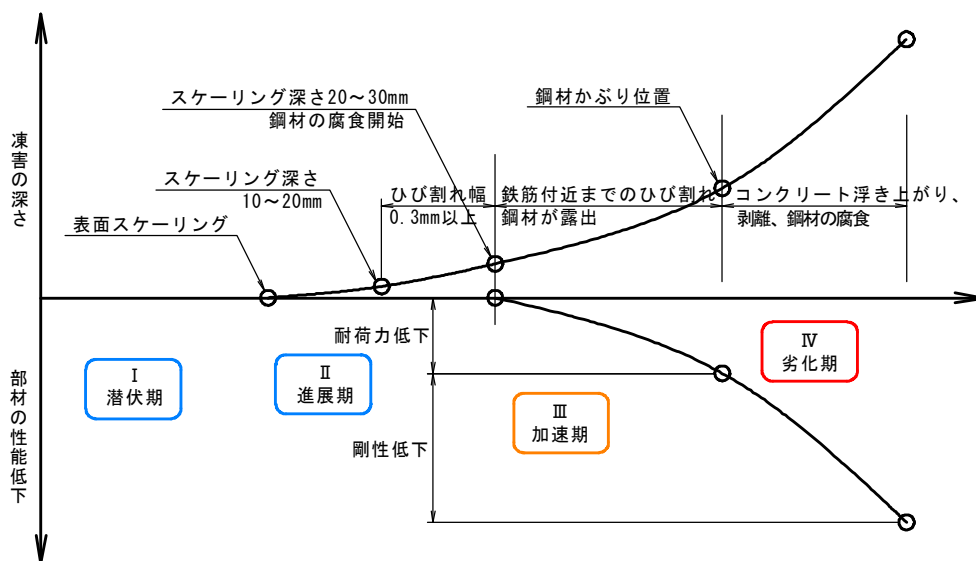 凍害の深さ
部材の性能低下
スケーリング深さ20～30mm
鋼材の腐食開始
鋼材かぶり位置
スケーリング深さ
10～20mm
ひび割れ幅
0.3mm以上
鉄筋付近までのひび割れ
鋼材が露出
コンクリート浮き上がり、
剥離、鋼材の腐食
表面スケーリング
耐荷力低下
剛性低下
Ⅰ
潜伏期
Ⅱ
進展期
Ⅲ
加速期
Ⅳ
劣化期